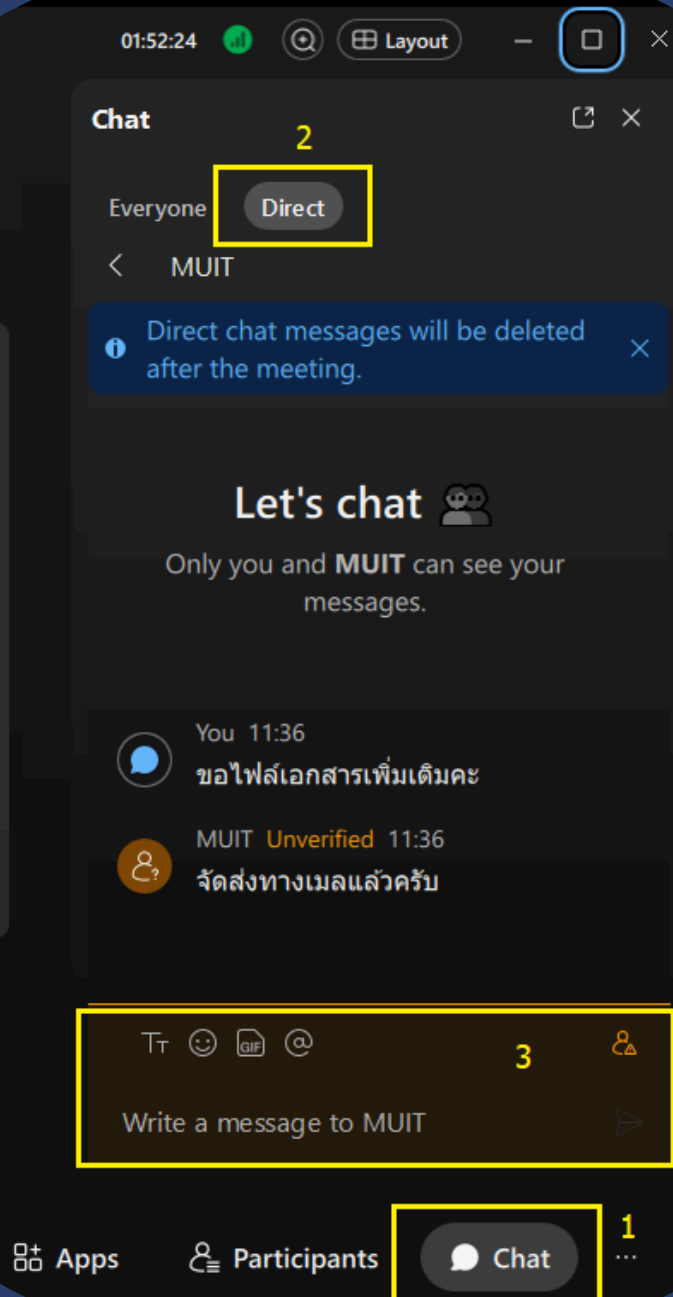 01:52:24 Layout
Chat
2
Everyone Direct
MUIT
Direct chat messages will be deleted
after the meeting.
Let's chat
Only you and MUIT can see your
messages.
You 11:36
ขอไฟล์เอกสารเพิ่มเติมคะ
MUIT Unverified 11:36
จัดส่งทางเมลแล้วครับ
TT GIF @ 3
Write a message to MUIT
1
Apps Participants Chat